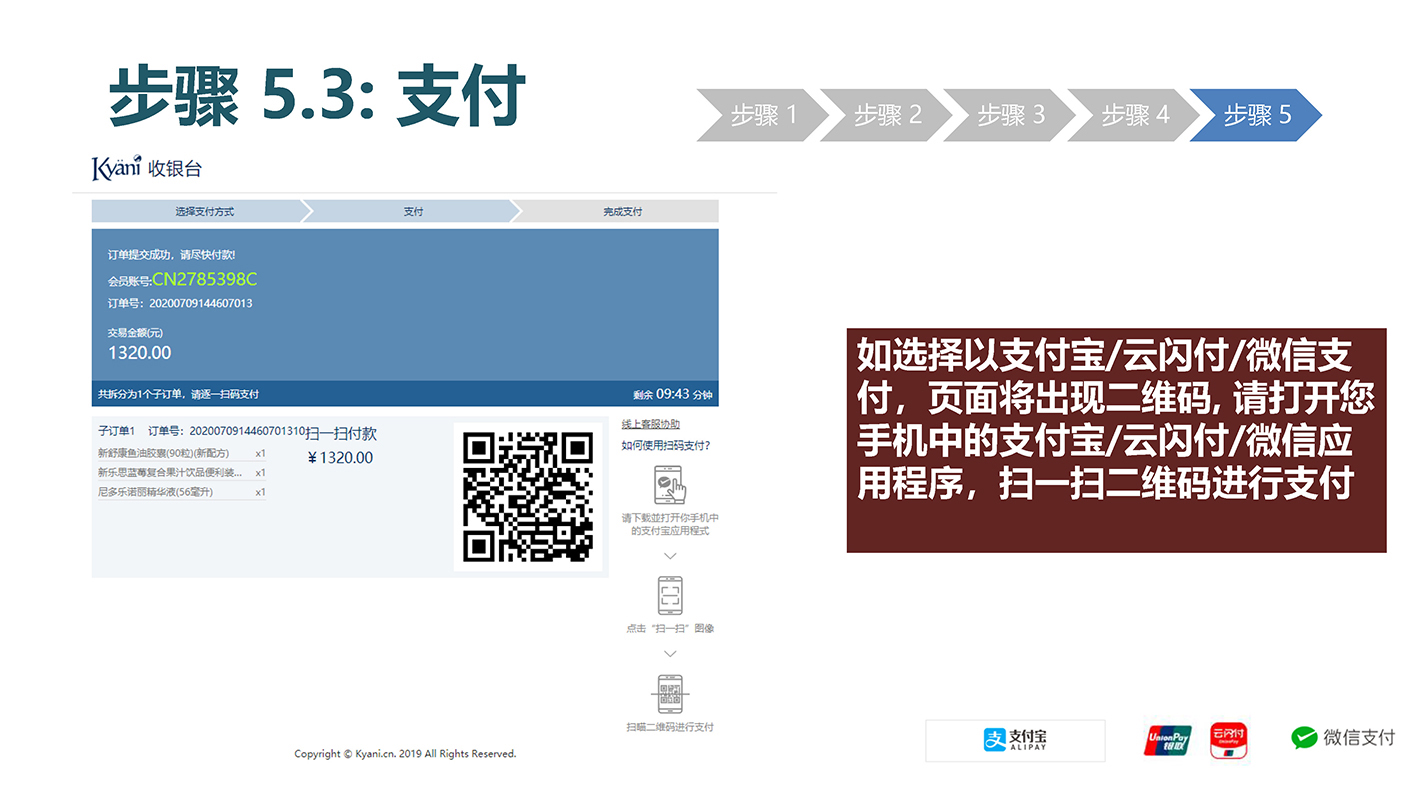 步骤 5.3: 支付
步骤 1
步骤 2
步骤 3
步骤 4
步骤 5
Kyäni 收银台
选择支付方式
支付
完成支付
订单提交成功，请尽快付款!
会员账号:CN2785398C
订单号：20200709144607013
交易金额(元)
1320.00
共拆分为1个子订单，请逐一扫码支付
剩余 09:43 分钟
子订单1 订单号：2020070914460701310
扫一扫付款
￥1320.00
新舒康鱼油胶囊(90粒)(新配方) x1
新乐思蓝莓复合果汁饮品便利装... x1
尼多乐诺丽精华液(56毫升) x1
线上客服协助
如何使用扫码支付?
请下载並打开你手机中
的支付宝应用程式
点击“扫一扫”图像
扫瞄二维码进行支付
如选择以支付宝/云闪付/微信支
付，页面将出现二维码, 请打开您
手机中的支付宝/云闪付/微信应
用程序，扫一扫二维码进行支付
支 支付宝
ALIPAY
UnionPay
银联
云闪付
UnionPay
微信支付
Copyright © Kyani.cn. 2019 All Rights Reserved.